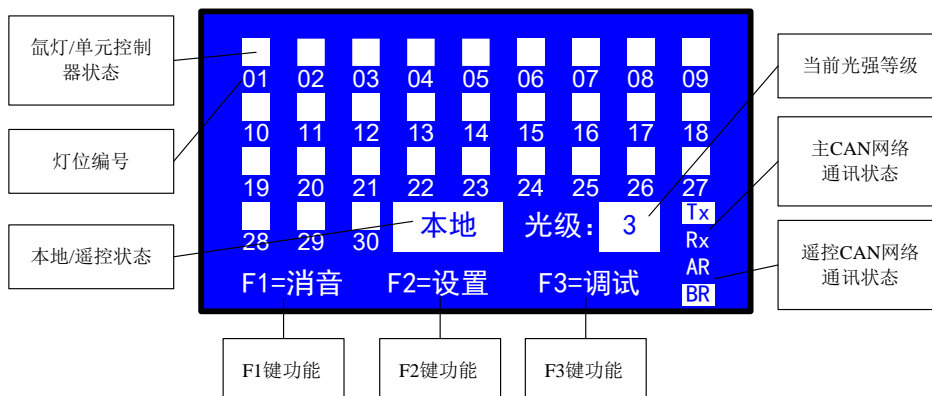 氙灯/单元控制
器状态
灯位编号
本地/遥控状态
01 02 03 04 05 06 07 08 09
10 11 12 13 14 15 16 17 18
19 20 21 22 23 24 25 26 27
28 29 30 本地 光级: 3
Tx
Rx
AR
BR
F1=消音 F2=设置 F3=调试
当前光强等级
主CAN网络
通讯状态
遥控CAN网络
通讯状态
F1键功能 F2键功能 F3键功能